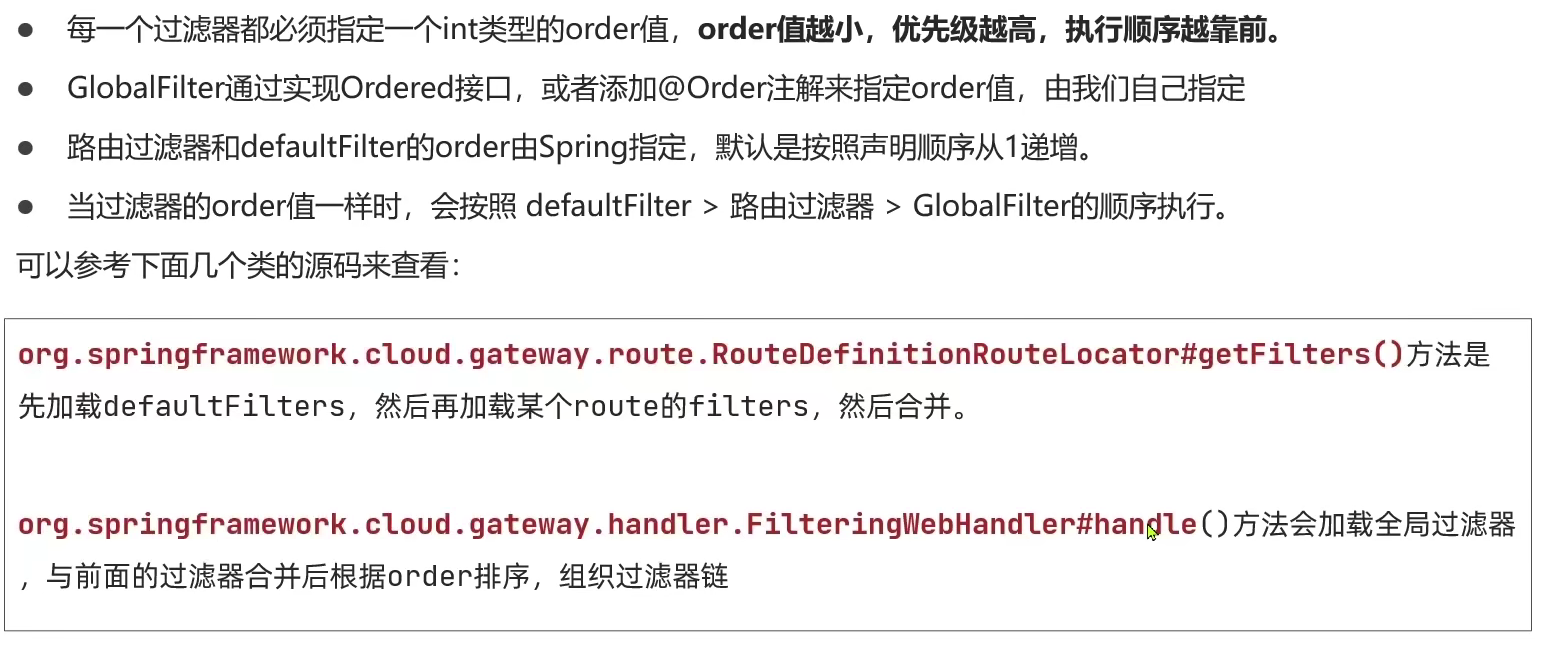 ● 每一个过滤器都必须指定一个int类型的order值，order值越小，优先级越高，执行顺序越靠前。
● GlobalFilter通过实现Ordered接口，或者添加@Order注解来指定order值，由我们自己指定
● 路由过滤器和defaultFilter的order由Spring指定，默认是按照声明顺序从1递增。
● 当过滤器的order值一样时，会按照 defaultFilter > 路由过滤器 > GlobalFilter的顺序执行。
可以参考下面几个类的源码来查看：
org.springframework.cloud.gateway.route.RouteDefinitionRouteLocator#getFilters()方法是
先加载defaultFilters，然后再加载某个route的filters，然后合并。
org.springframework.cloud.gateway.handler.FilteringWebHandler#handle()方法会加载全局过滤器
，与前面的过滤器合并后根据order排序，组织过滤器链